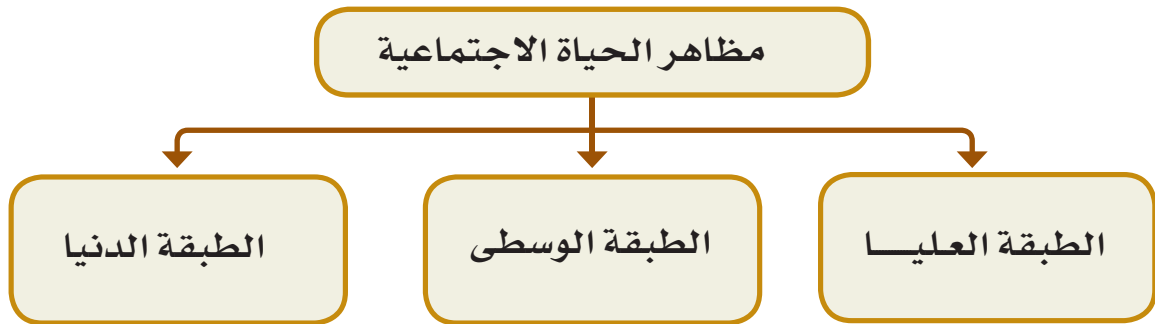 مظاهر الحياة الاجتماعية
الطبقة العليـــا
الطبقة الوسطى
الطبقة الدنيا